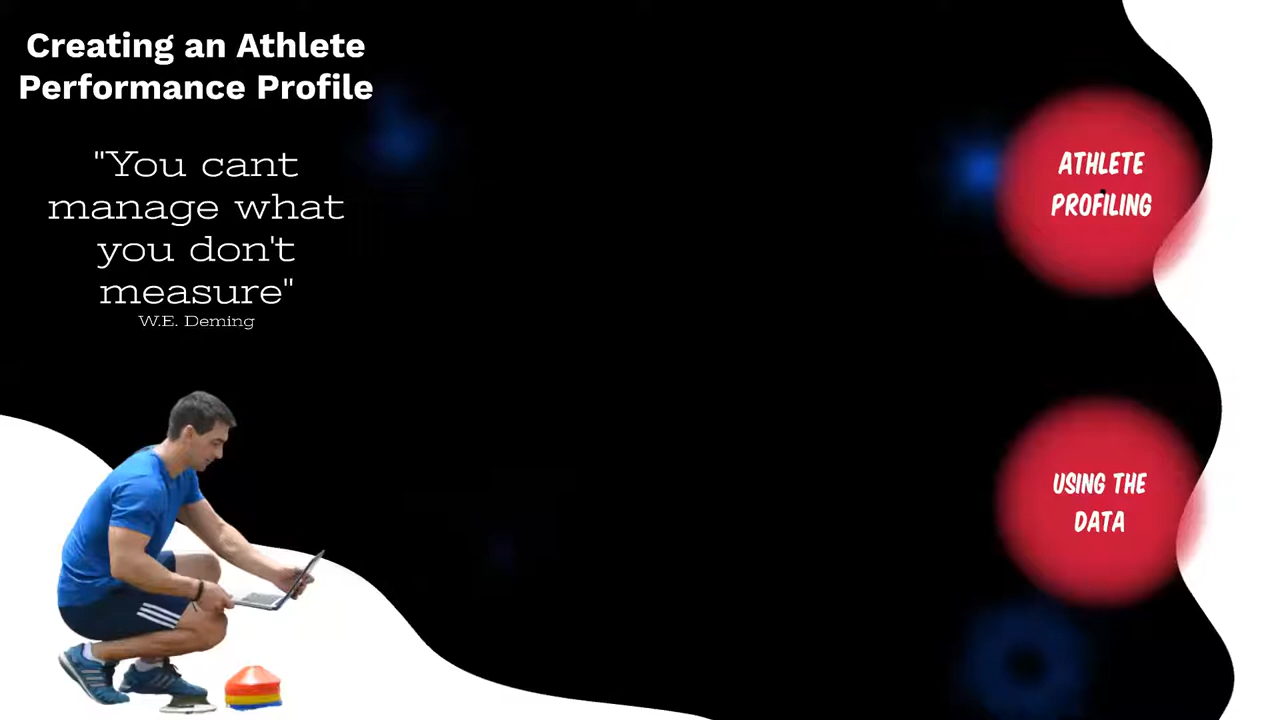 Creating an Athlete
Performance Profile
"You cant
manage what
you don't
measure"
W.E. Deming
ATHLETE
PROFILING
USING THE
DATA